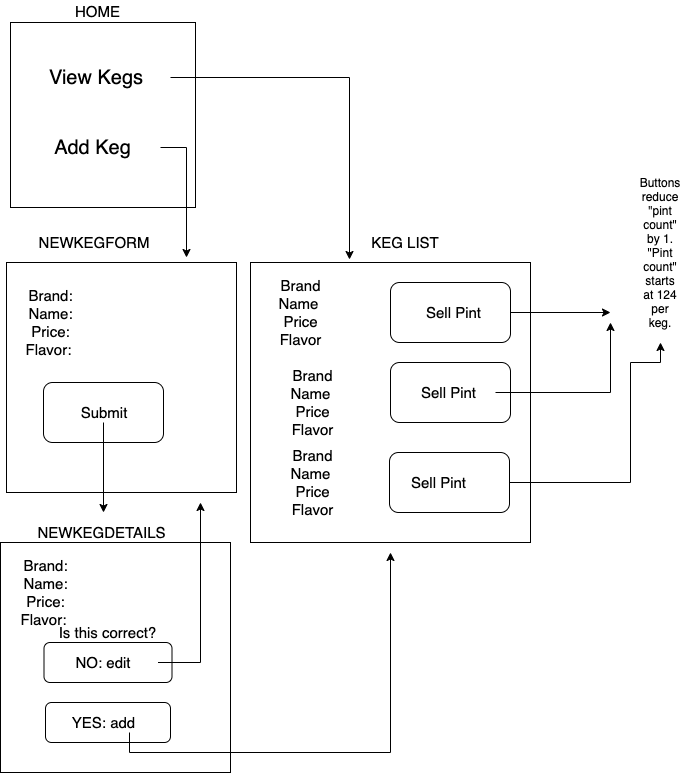 HOME
View Kegs
Add Keg
NEWKEGFORM
Brand:
Name:
Price:
Flavor:
Submit
NEWKEGDETAILS
Brand:
Name:
Price:
Flavor:
Is this correct?
NO: edit
YES: add
KEG LIST
Brand
Name
Price
Flavor
Sell Pint
Brand
Name
Price
Flavor
Sell Pint
Brand
Name
Price
Flavor
Sell Pint
Buttons
reduce
"pint
count"
by 1.
"Pint
count"
starts
at 124
per
keg.